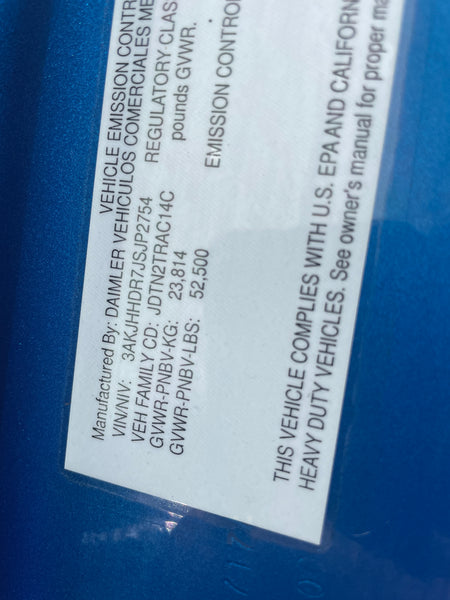 VEHICLE EMISSION CONTR
Manufactured By: DAIMLER VEHICULOS COMERCIALES ME
VIN/NIV: 3AKJHHDR7JSJP2754
VEH FAMILY CD: JDTN2TRAC14C
REGULATORY CLAS
GVWR-PNBV-KG: 23,814
pounds GVWR.
GVWR-PNBV-LBS: 52,500
EMISSION CONTROL
THIS VEHICLE COMPLIES WITH U.S. EPA AND CALIFORN
HEAVY DUTY VEHICLES. See owner's manual for proper ma